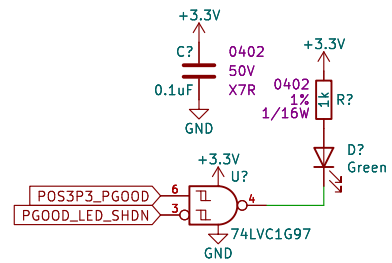 +3.3V
C?
0402
50V
X7R
0.1uF
GND
+3.3V
0402
1%
1/16W
1k
R?
D?
Green
+3.3V
U?
POS3P3_PGOOD
6
PGOOD_LED_SHDN
3
4
74LVC1G97
GND